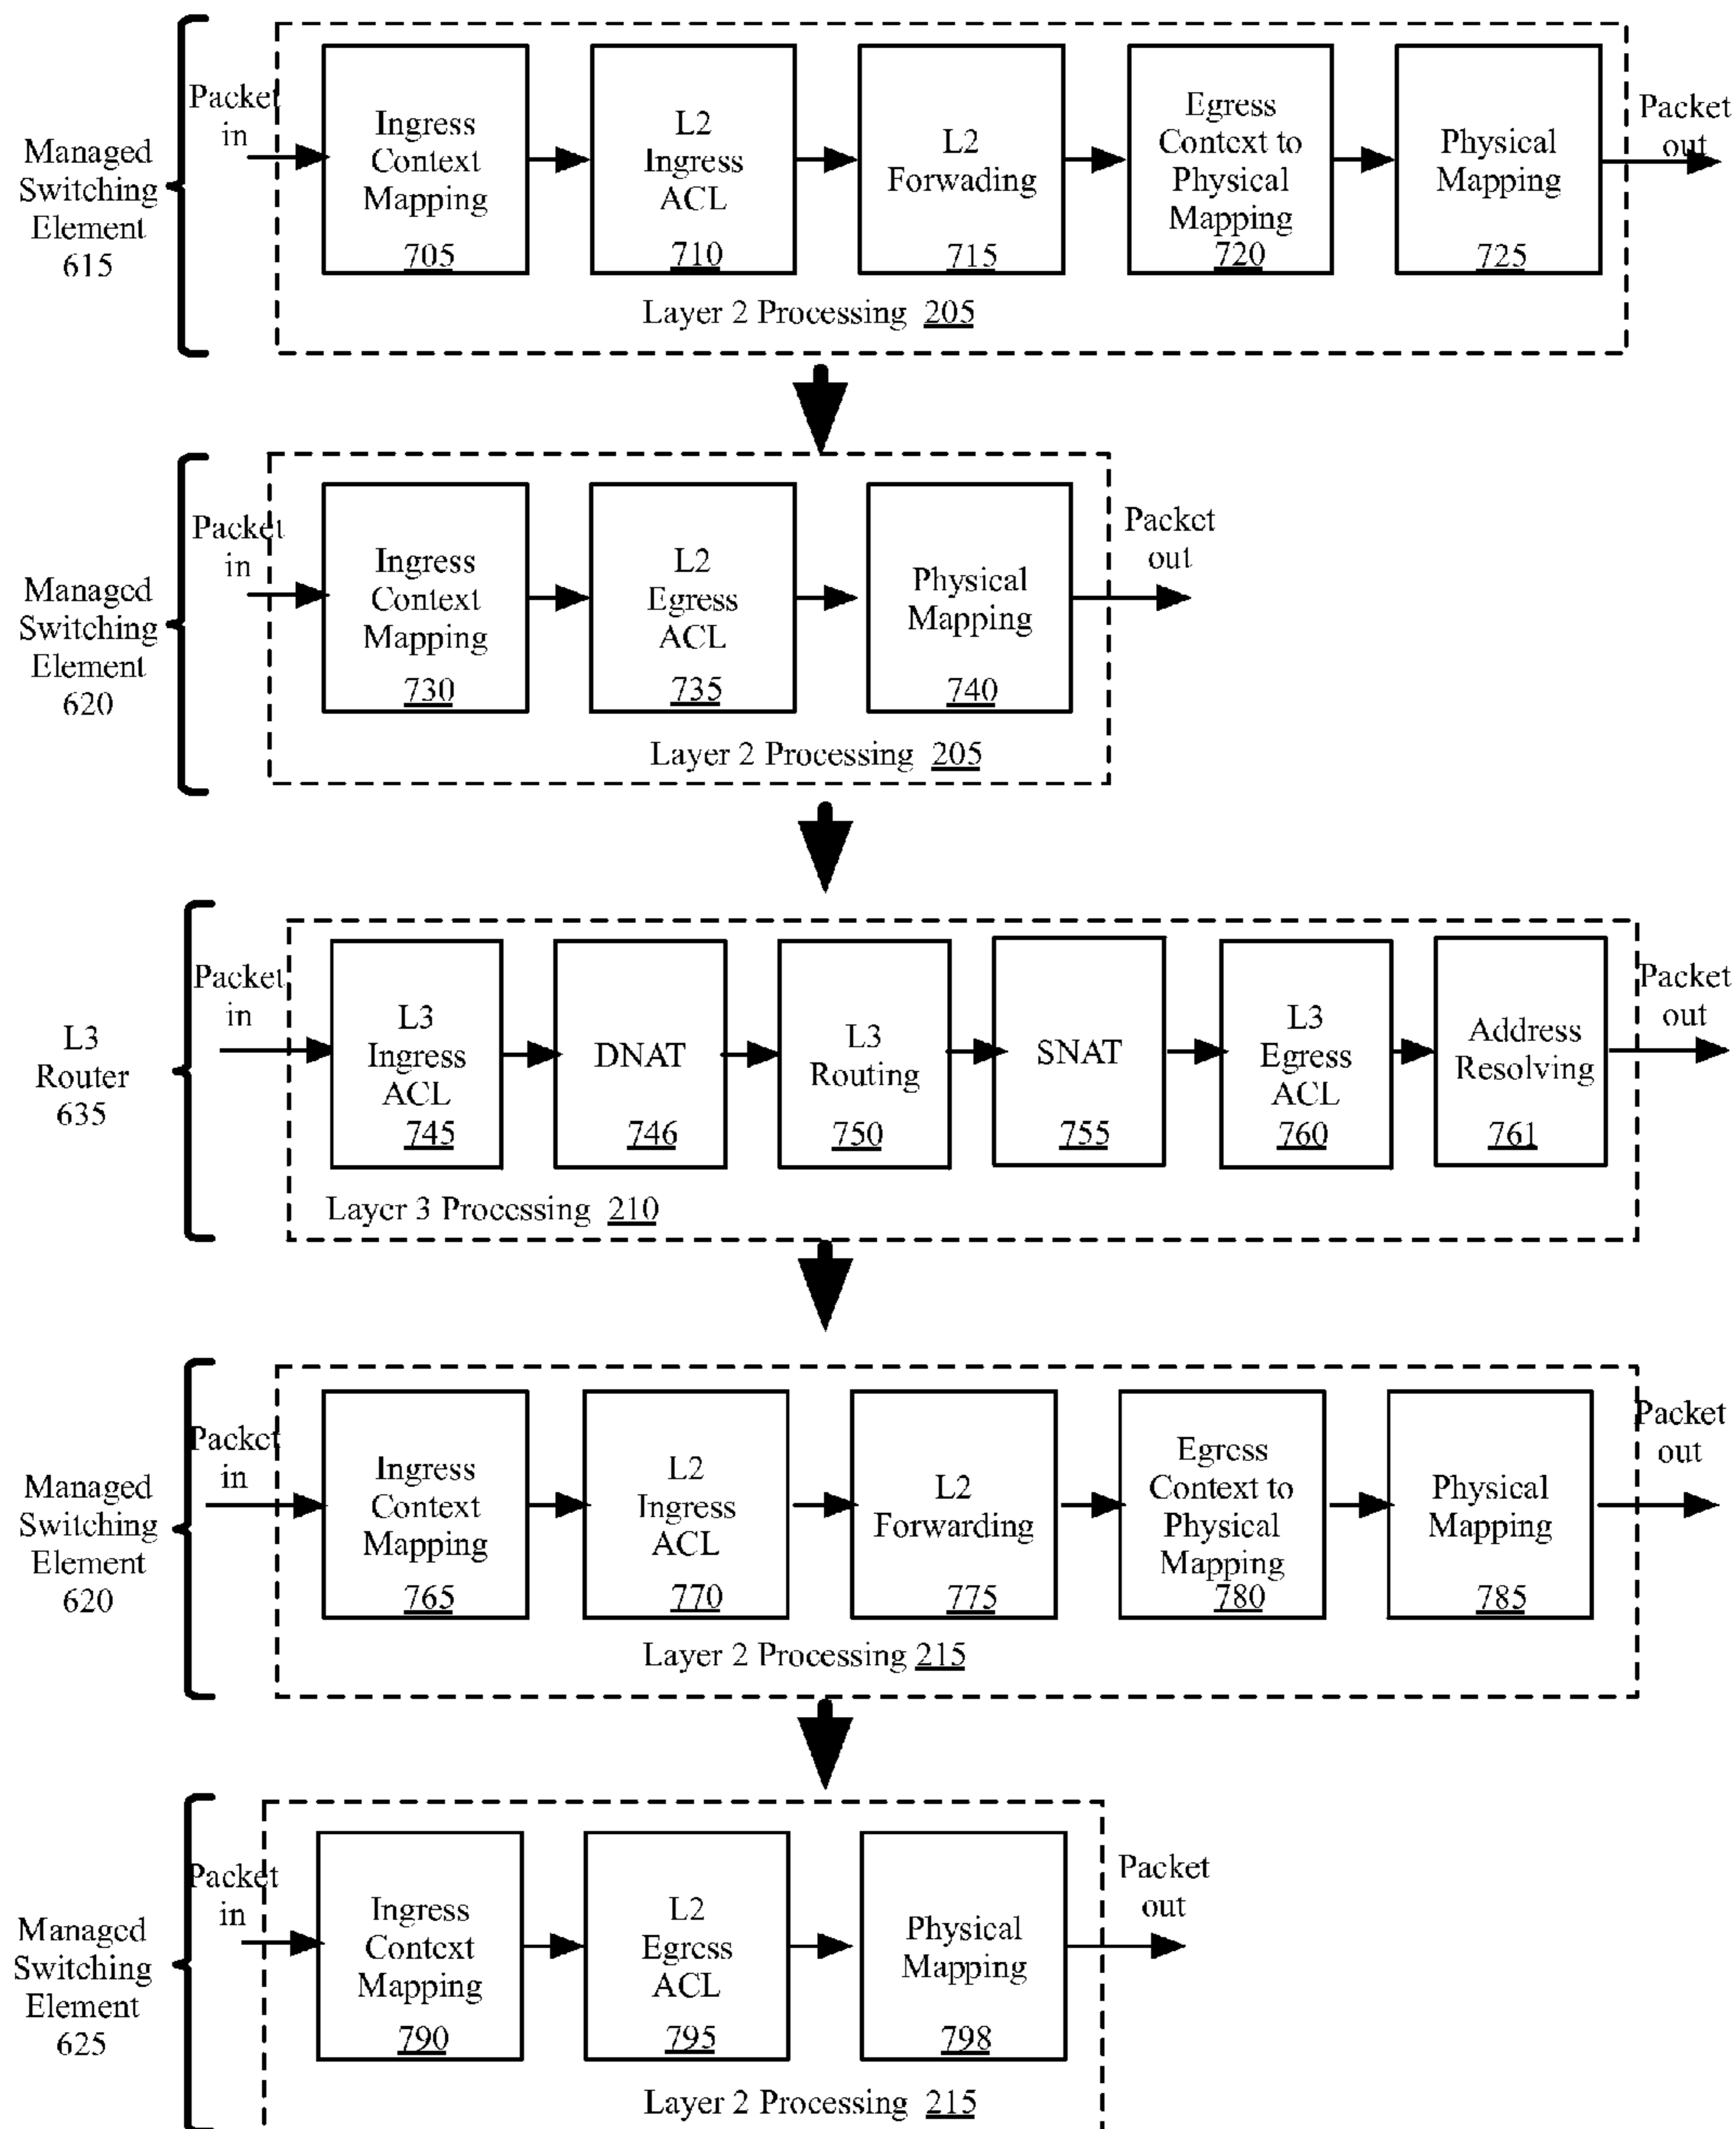 Managed
Switching
Element
615
Packet
in
Ingress
Context
Mapping
705
L2
Ingress
ACL
710
L2
Forwading
715
Egress
Context to
Physical
Mapping
720
Physical
Mapping
725
Packet
out
Layer 2 Processing 205
Managed
Switching
Element
620
Packet
in
Ingress
Context
Mapping
730
L2
Egress
ACL
735
Physical
Mapping
740
Packet
out
Layer 2 Processing 205
L3
Router
635
Packet
in
L3
Ingress
ACL
745
DNAT
746
L3
Routing
750
SNAT
755
L3
Egress
ACL
760
Address
Resolving
761
Packet
out
Layer 3 Processing 210
Managed
Switching
Element
620
Packet
in
Ingress
Context
Mapping
765
L2
Ingress
ACL
770
L2
Forwarding
775
Egress
Context to
Physical
Mapping
780
Physical
Mapping
785
Packet
out
Layer 2 Processing 215
Managed
Switching
Element
625
Packet
in
Ingress
Context
Mapping
790
L2
Egress
ACL
795
Physical
Mapping
798
Packet
out
Layer 2 Processing 215